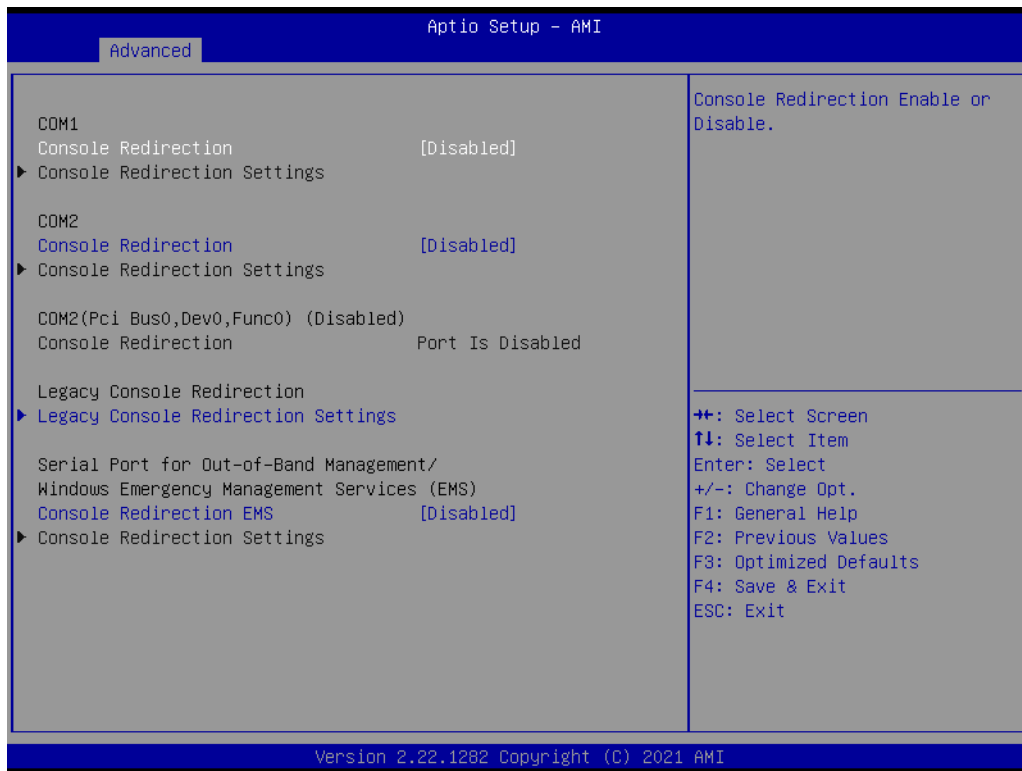 Aptio Setup – AMI
Advanced
COM1
Console Redirection [Disabled]
▶ Console Redirection Settings
COM2
Console Redirection [Disabled]
▶ Console Redirection Settings
COM2(Pci Bus0,Dev0,Func0) (Disabled)
Console Redirection Port Is Disabled
Legacy Console Redirection
▶ Legacy Console Redirection Settings
Serial Port for Out-of-Band Management/
Windows Emergency Management Services (EMS)
Console Redirection EMS [Disabled]
▶ Console Redirection Settings
Console Redirection Enable or
Disable.
→←: Select Screen
↑↓: Select Item
Enter: Select
+/-: Change Opt.
F1: General Help
F2: Previous Values
F3: Optimized Defaults
F4: Save & Exit
ESC: Exit
Version 2.22.1282 Copyright (C) 2021 AMI